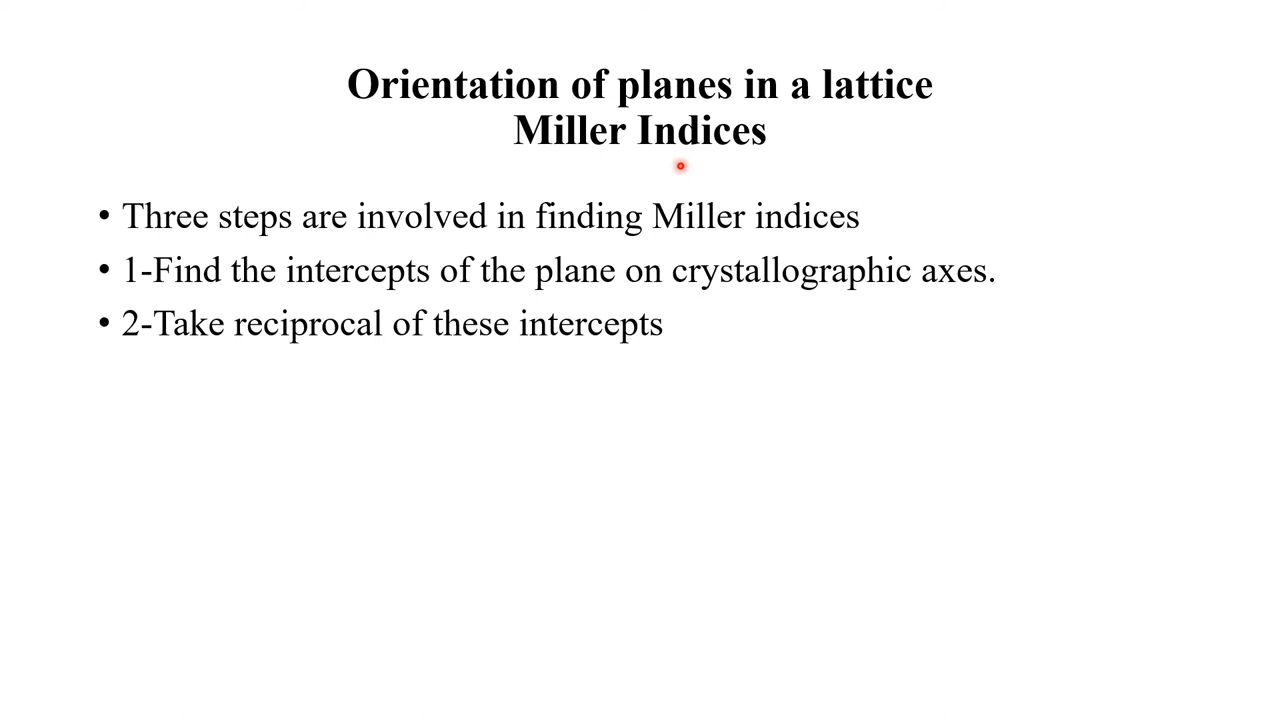 Orientation of planes in a lattice
Miller Indices
• Three steps are involved in finding Miller indices
• 1-Find the intercepts of the plane on crystallographic axes.
• 2-Take reciprocal of these intercepts